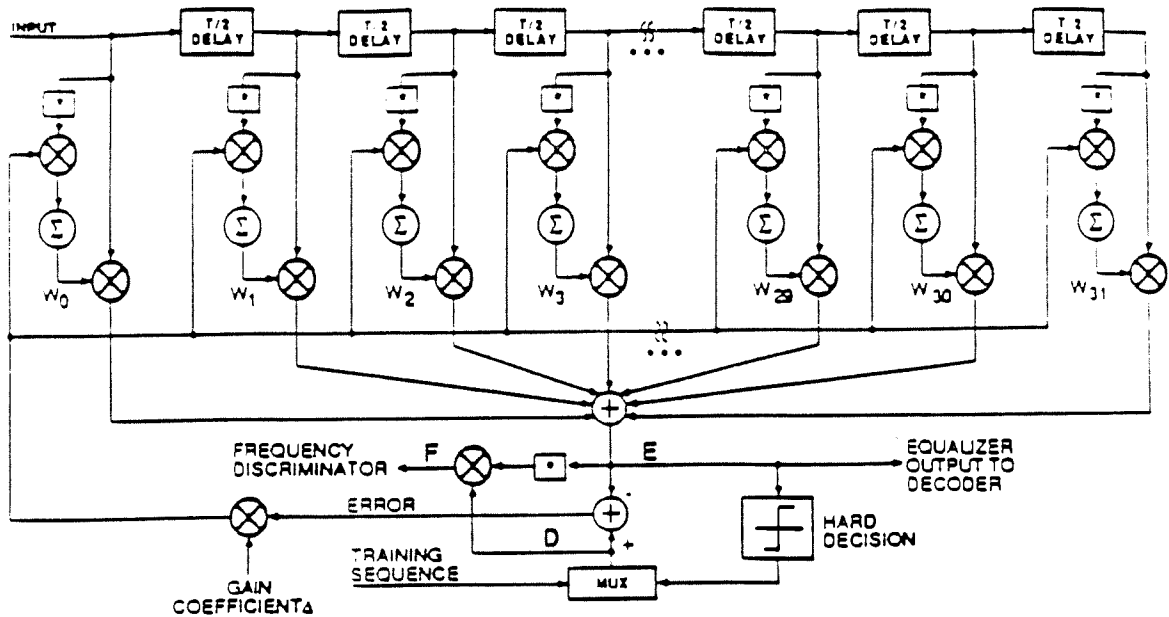 INPUT
T/2 DELAY
T/2 DELAY
T/2 DELAY
T/2 DELAY
T/2 DELAY
T/2 DELAY
* * * * * * *
Σ Σ Σ Σ Σ Σ Σ
W0 W1 W2 W3 W29 W30 W31
+
FREQUENCY DISCRIMINATOR
F
*
E
EQUALIZER OUTPUT TO DECODER
-
ERROR
+
D
+
HARD DECISION
TRAINING SEQUENCE
MUX
GAIN COEFFICIENT Δ